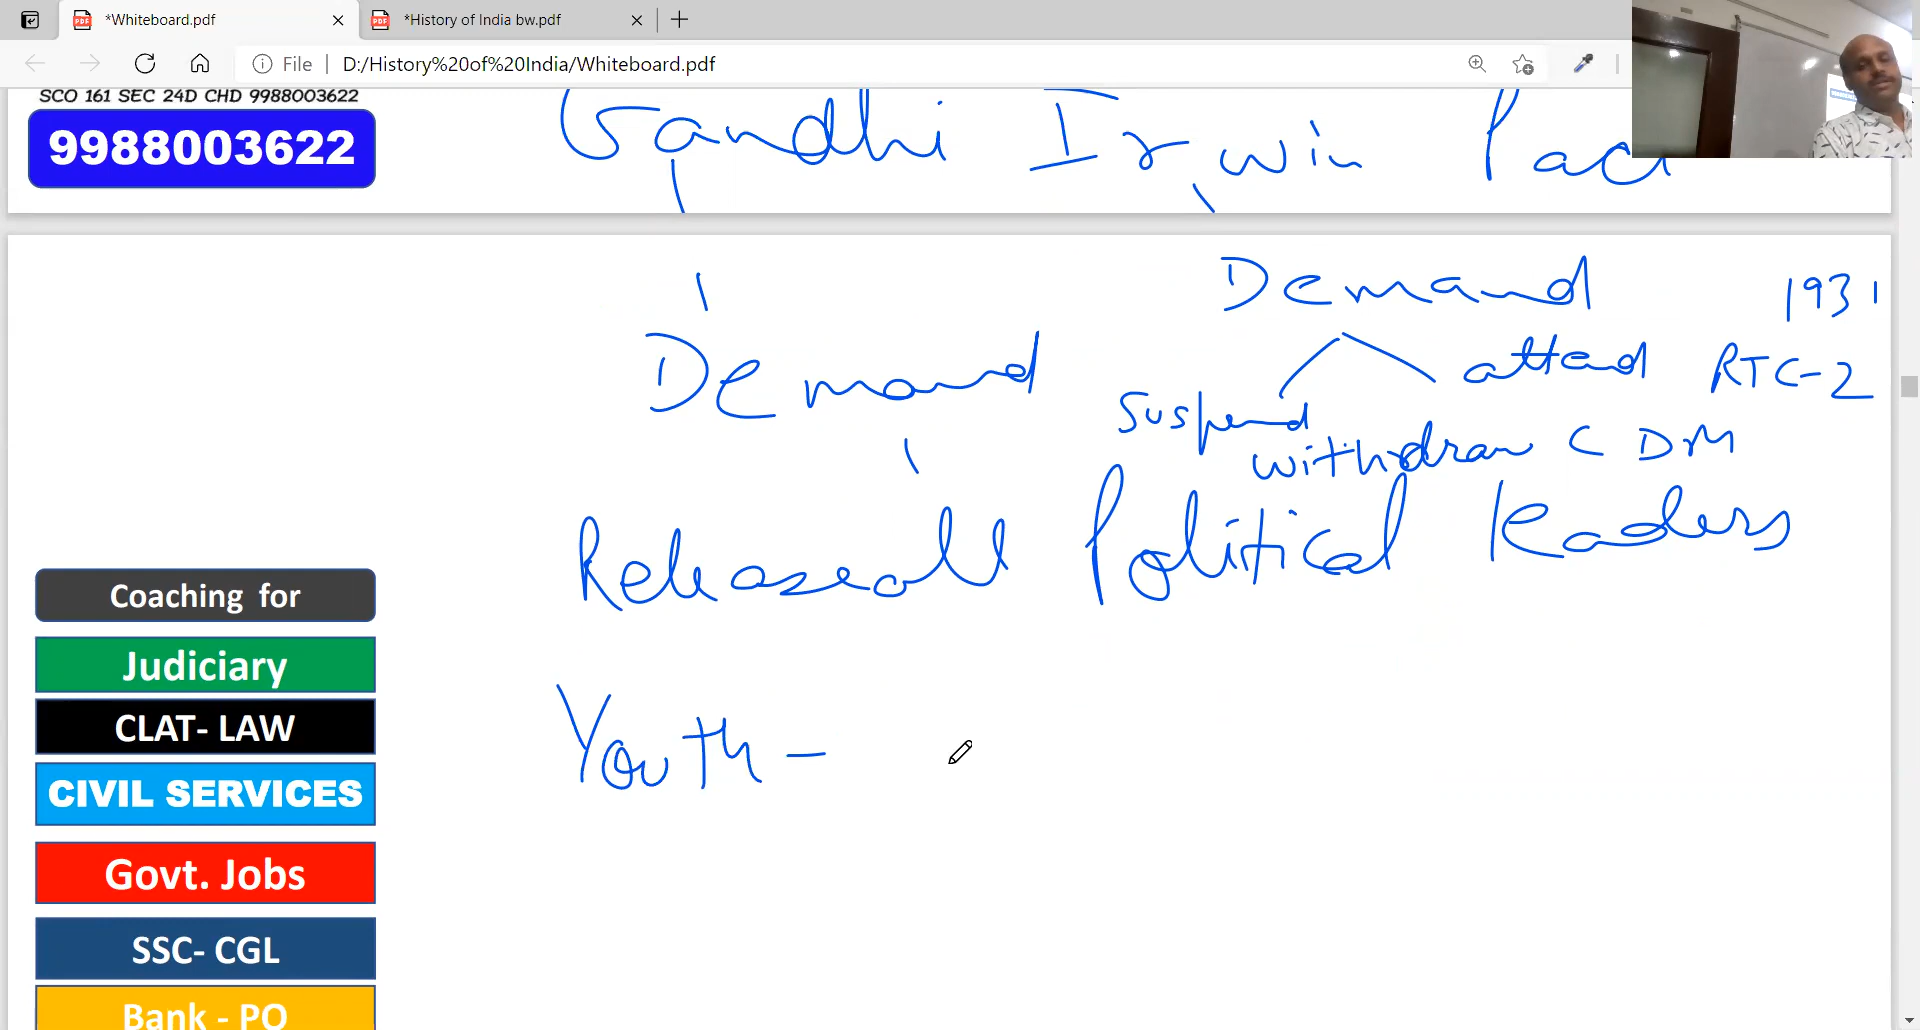 *Whiteboard.pdf
*History of India bw.pdf
File
D:/History%20of%20India/Whiteboard.pdf
SCO 161 SEC 24D CHD 9988003622
9988003622
Gandhi Irwin Pact
Demand
1931
Demand
attend RTC-2
suspend
withdraw CDM
Release all Political leaders
Youth -
Coaching for
Judiciary
CLAT- LAW
CIVIL SERVICES
Govt. Jobs
SSC- CGL
Bank - PO